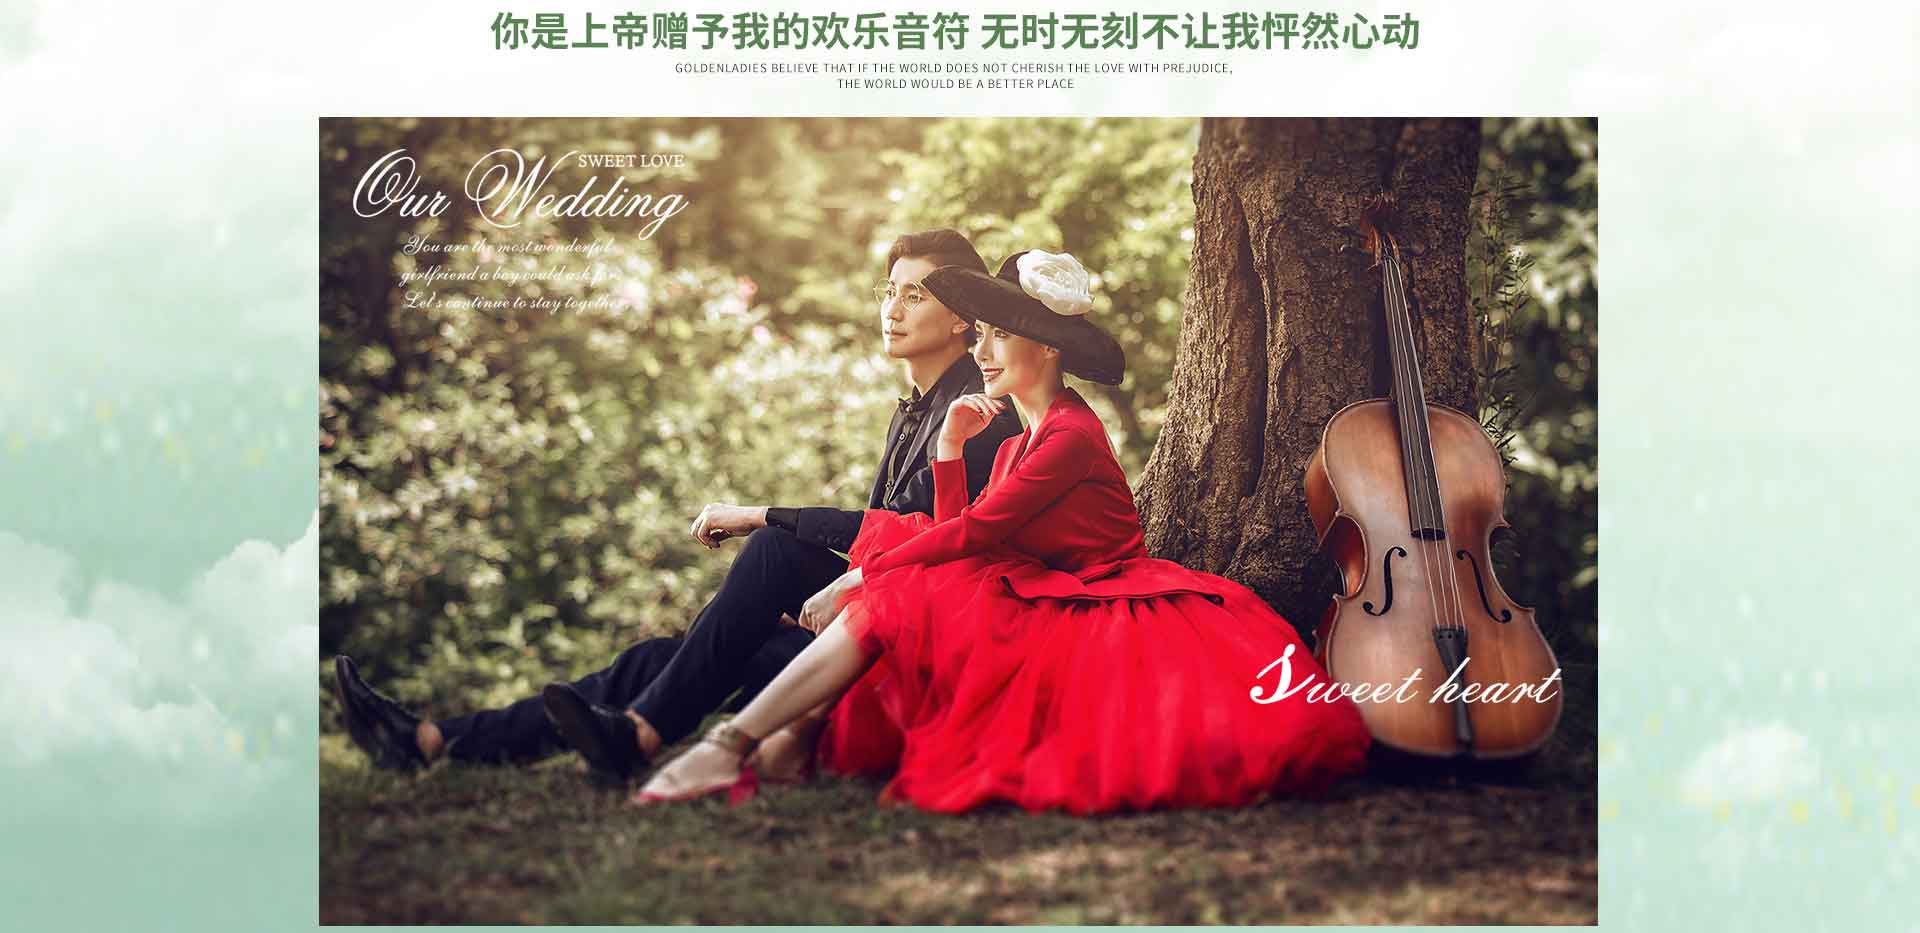 你是上帝赠予我的欢乐音符 无时无刻不让我怦然心动
GOLDENLADIES BELIEVE THAT IF THE WORLD DOES NOT CHERISH THE LOVE WITH PREJUDICE,
THE WORLD WOULD BE A BETTER PLACE
SWEET LOVE
Our Wedding
You are the most wonderful
girlfriend a boy could ask for.
Let's continue to stay together
Sweet heart